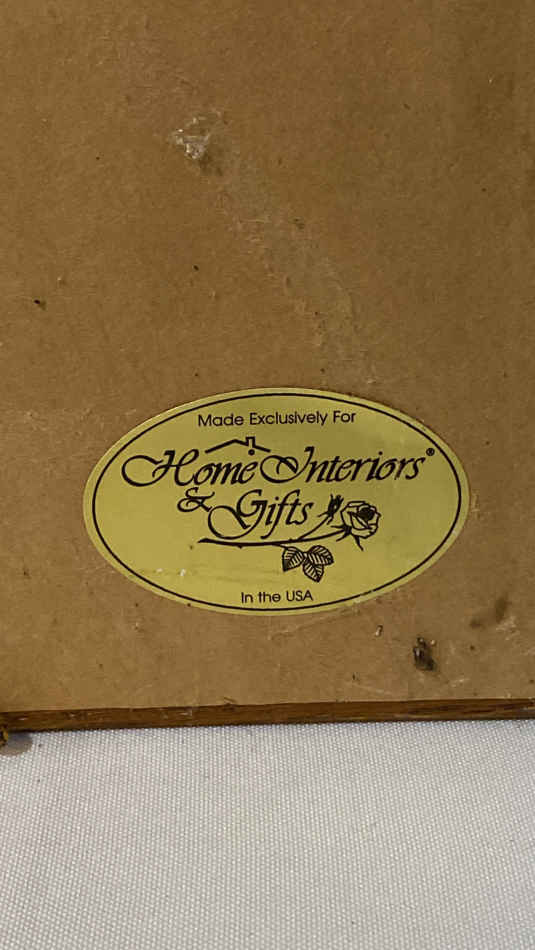 Made Exclusively For
Home Interiors®
& Gifts
In the USA